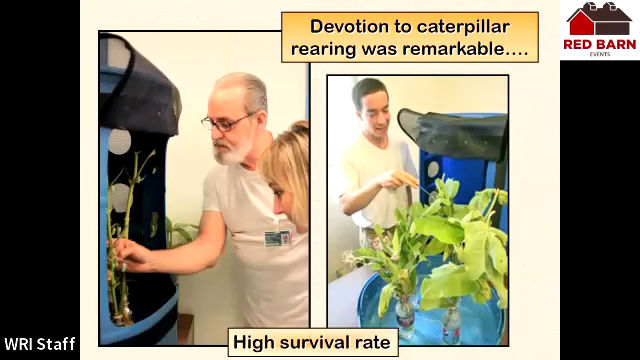 Devotion to caterpillar
rearing was remarkable....
RED BARN
EVENTS
High survival rate
WRI Staff